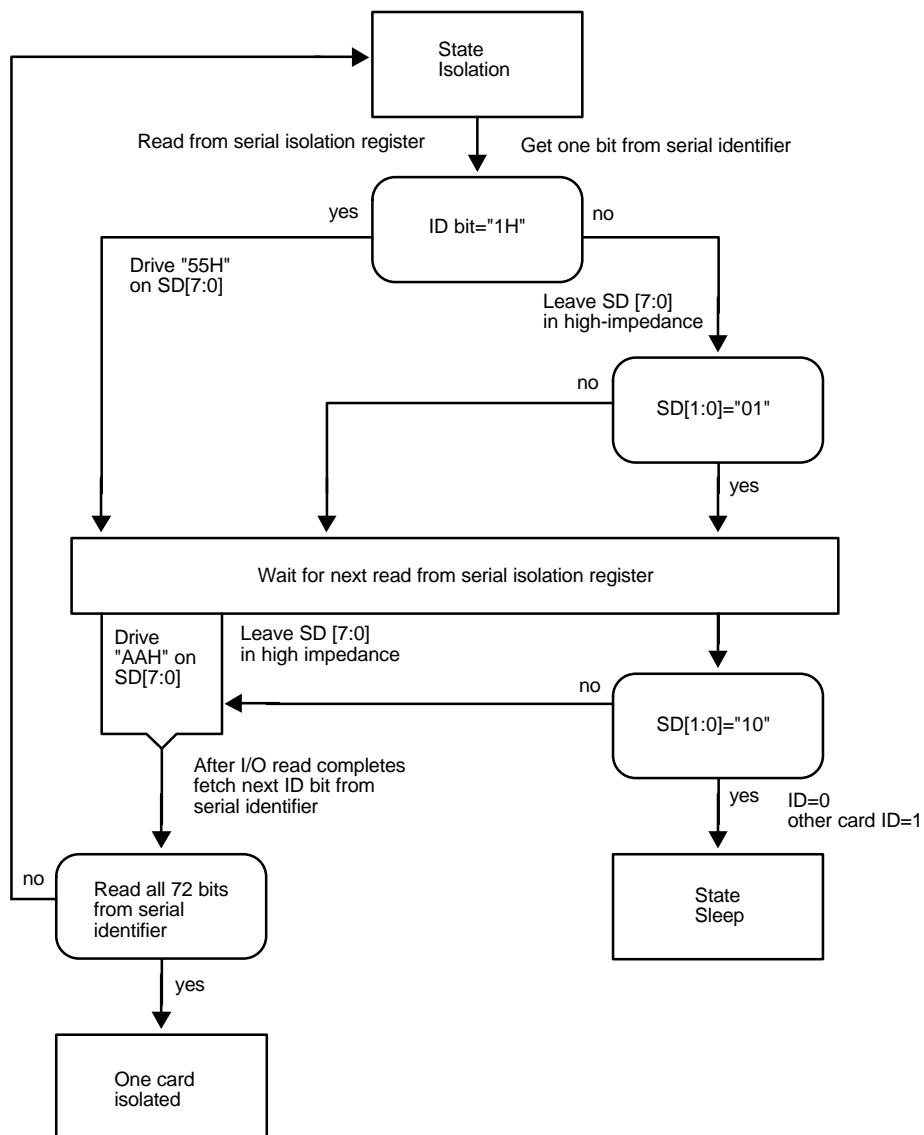 State
Isolation
Read from serial isolation register
Get one bit from serial identifier
yes
ID bit="1H"
no
Drive "55H"
on SD[7:0]
Leave SD [7:0]
in high-impedance
no
SD[1:0]="01"
yes
Wait for next read from serial isolation register
Drive
"AAH" on
SD[7:0]
Leave SD [7:0]
in high impedance
no
SD[1:0]="10"
After I/O read completes
fetch next ID bit from
serial identifier
yes
ID=0
other card ID=1
no
Read all 72 bits
from serial
identifier
State
Sleep
yes
One card
isolated